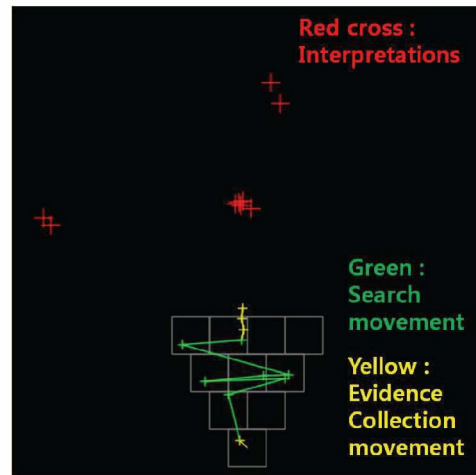 Red cross :
Interpretations
Green :
Search
movement
Yellow :
Evidence
Collection
movement